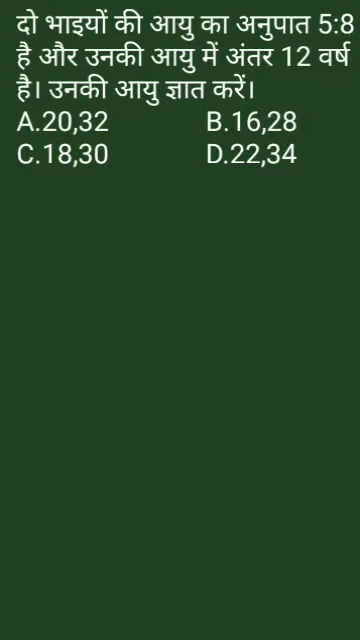 दो भाइयों की आयु का अनुपात 5:8
है और उनकी आयु में अंतर 12 वर्ष
है। उनकी आयु ज्ञात करें।
A.20,32 B.16,28
C.18,30 D.22,34